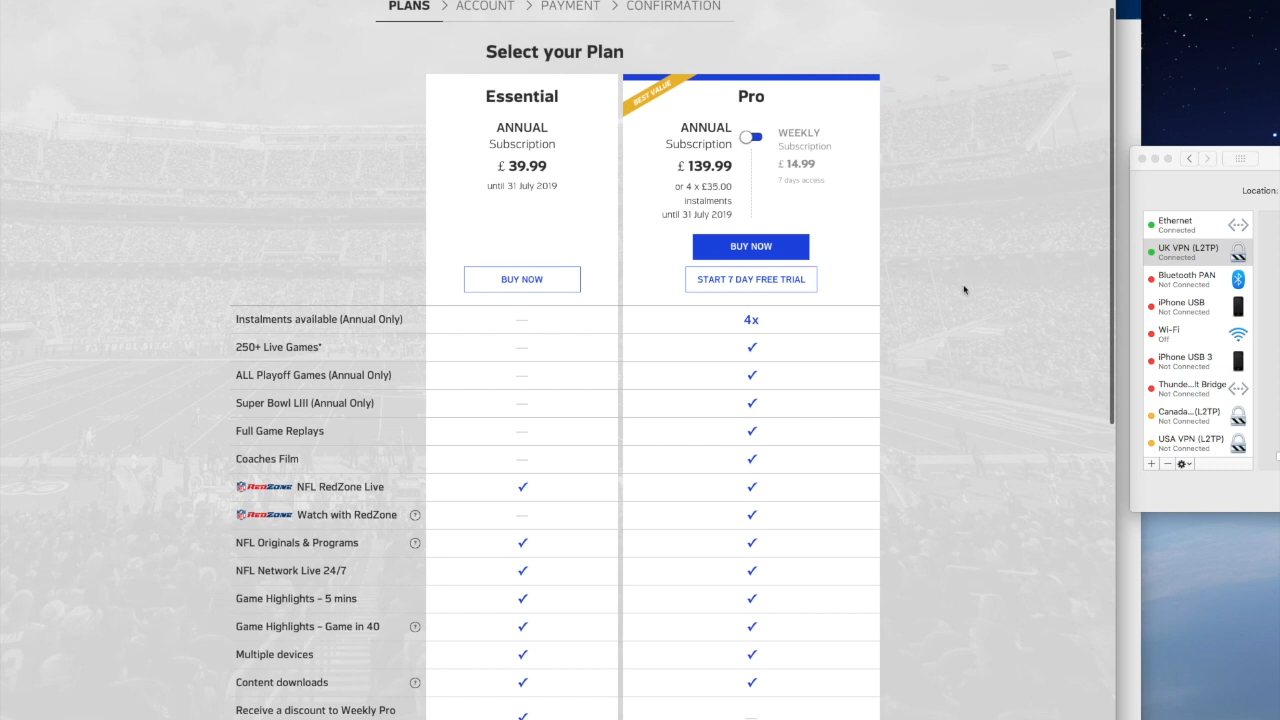 PLANS > ACCOUNT > PAYMENT > CONFIRMATION
Select your Plan
Essential
ANNUAL
Subscription
£ 39.99
until 31 July 2019
BUY NOW
BEST VALUE
Pro
ANNUAL
Subscription
£ 139.99
or 4 x £35.00
instalments
until 31 July 2019
WEEKLY
Subscription
£ 14.99
7 days access
BUY NOW
START 7 DAY FREE TRIAL
Instalments available (Annual Only) — 4x
250+ Live Games* — ✓
ALL Playoff Games (Annual Only) — ✓
Super Bowl LIII (Annual Only) — ✓
Full Game Replays — ✓
Coaches Film — ✓
REDZONE NFL RedZone Live ✓ ✓
REDZONE Watch with RedZone — ✓
NFL Originals & Programs ✓ ✓
NFL Network Live 24/7 ✓ ✓
Game Highlights – 5 mins ✓ ✓
Game Highlights – Game in 40 ✓ ✓
Multiple devices ✓ ✓
Content downloads ✓ ✓
Receive a discount to Weekly Pro ✓ —
Location:
Ethernet
Connected
UK VPN (L2TP)
Connected
Bluetooth PAN
Not Connected
iPhone USB
Not Connected
Wi-Fi
Off
iPhone USB 3
Not Connected
Thunde...lt Bridge
Not Connected
Canada...(L2TP)
Not Connected
USA VPN (L2TP)
Not Connected